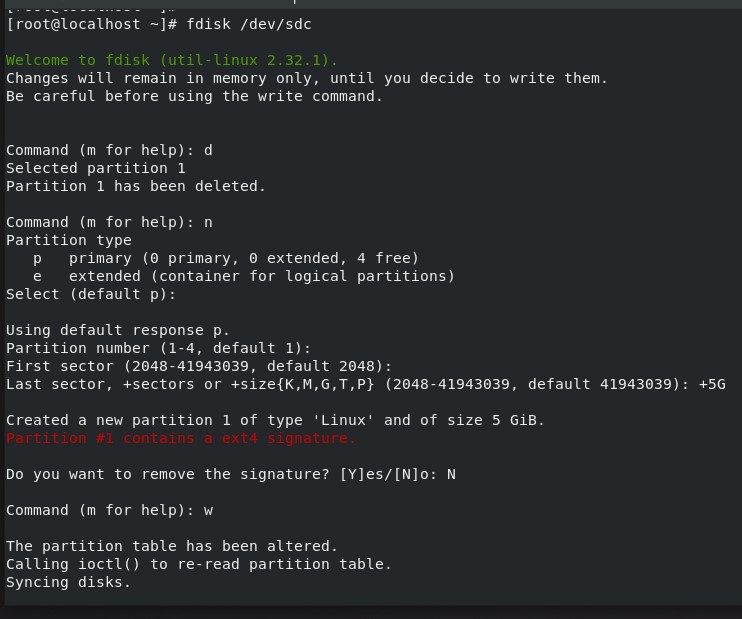 [root@localhost ~]#
[root@localhost ~]# fdisk /dev/sdc
Welcome to fdisk (util-linux 2.32.1).
Changes will remain in memory only, until you decide to write them.
Be careful before using the write command.
Command (m for help): d
Selected partition 1
Partition 1 has been deleted.
Command (m for help): n
Partition type
   p   primary (0 primary, 0 extended, 4 free)
   e   extended (container for logical partitions)
Select (default p):
Using default response p.
Partition number (1-4, default 1):
First sector (2048-41943039, default 2048):
Last sector, +sectors or +size{K,M,G,T,P} (2048-41943039, default 41943039): +5G
Created a new partition 1 of type 'Linux' and of size 5 GiB.
Partition #1 contains a ext4 signature.
Do you want to remove the signature? [Y]es/[N]o: N
Command (m for help): w
The partition table has been altered.
Calling ioctl() to re-read partition table.
Syncing disks.